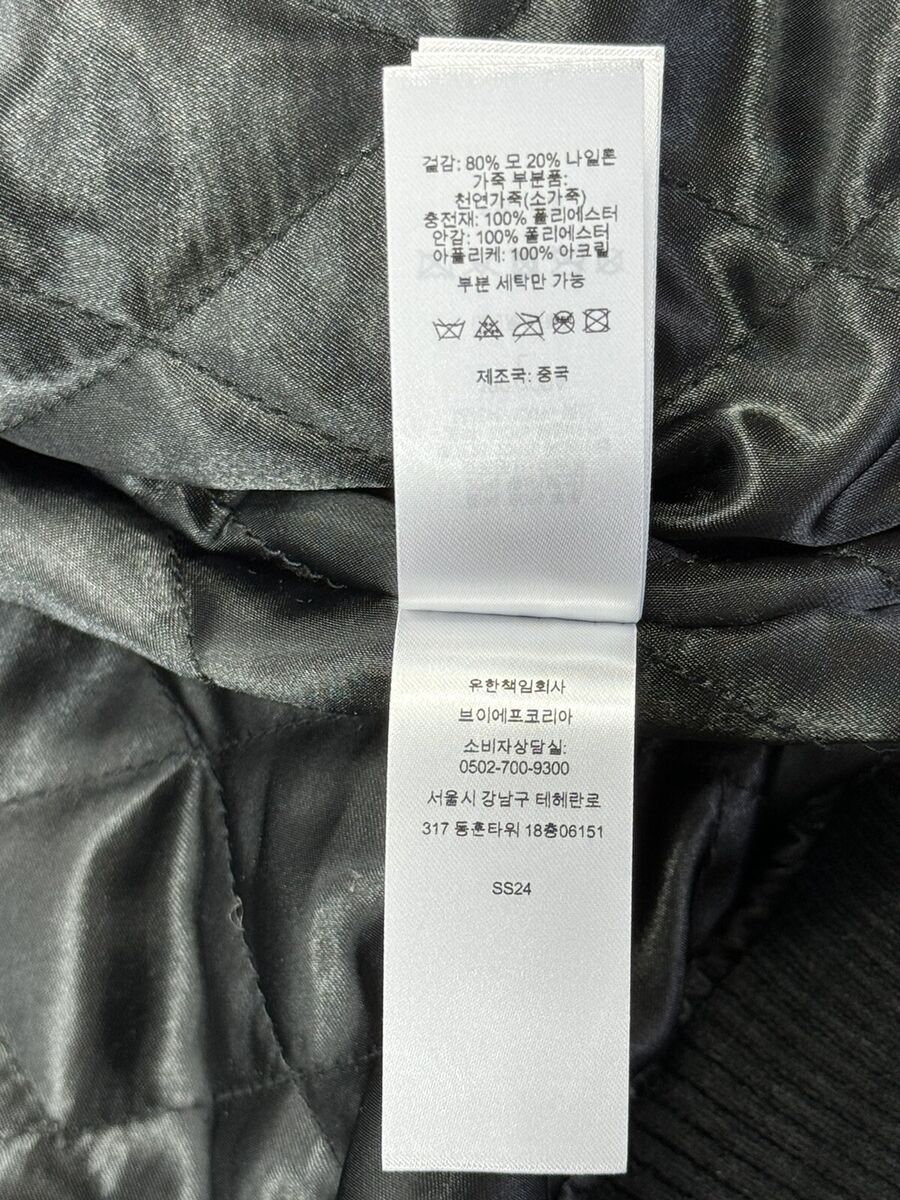 겉감: 80% 모 20% 나일론
가죽 부분품:
천연가죽(소가죽)
충전재: 100% 폴리에스터
안감: 100% 폴리에스터
아플리케: 100% 아크릴
부분 세탁만 가능
제조국: 중국
유한책임회사
브이에프코리아
소비자상담실:
0502-700-9300
서울시 강남구 테헤란로
317 동훈타워 18층06151
SS24